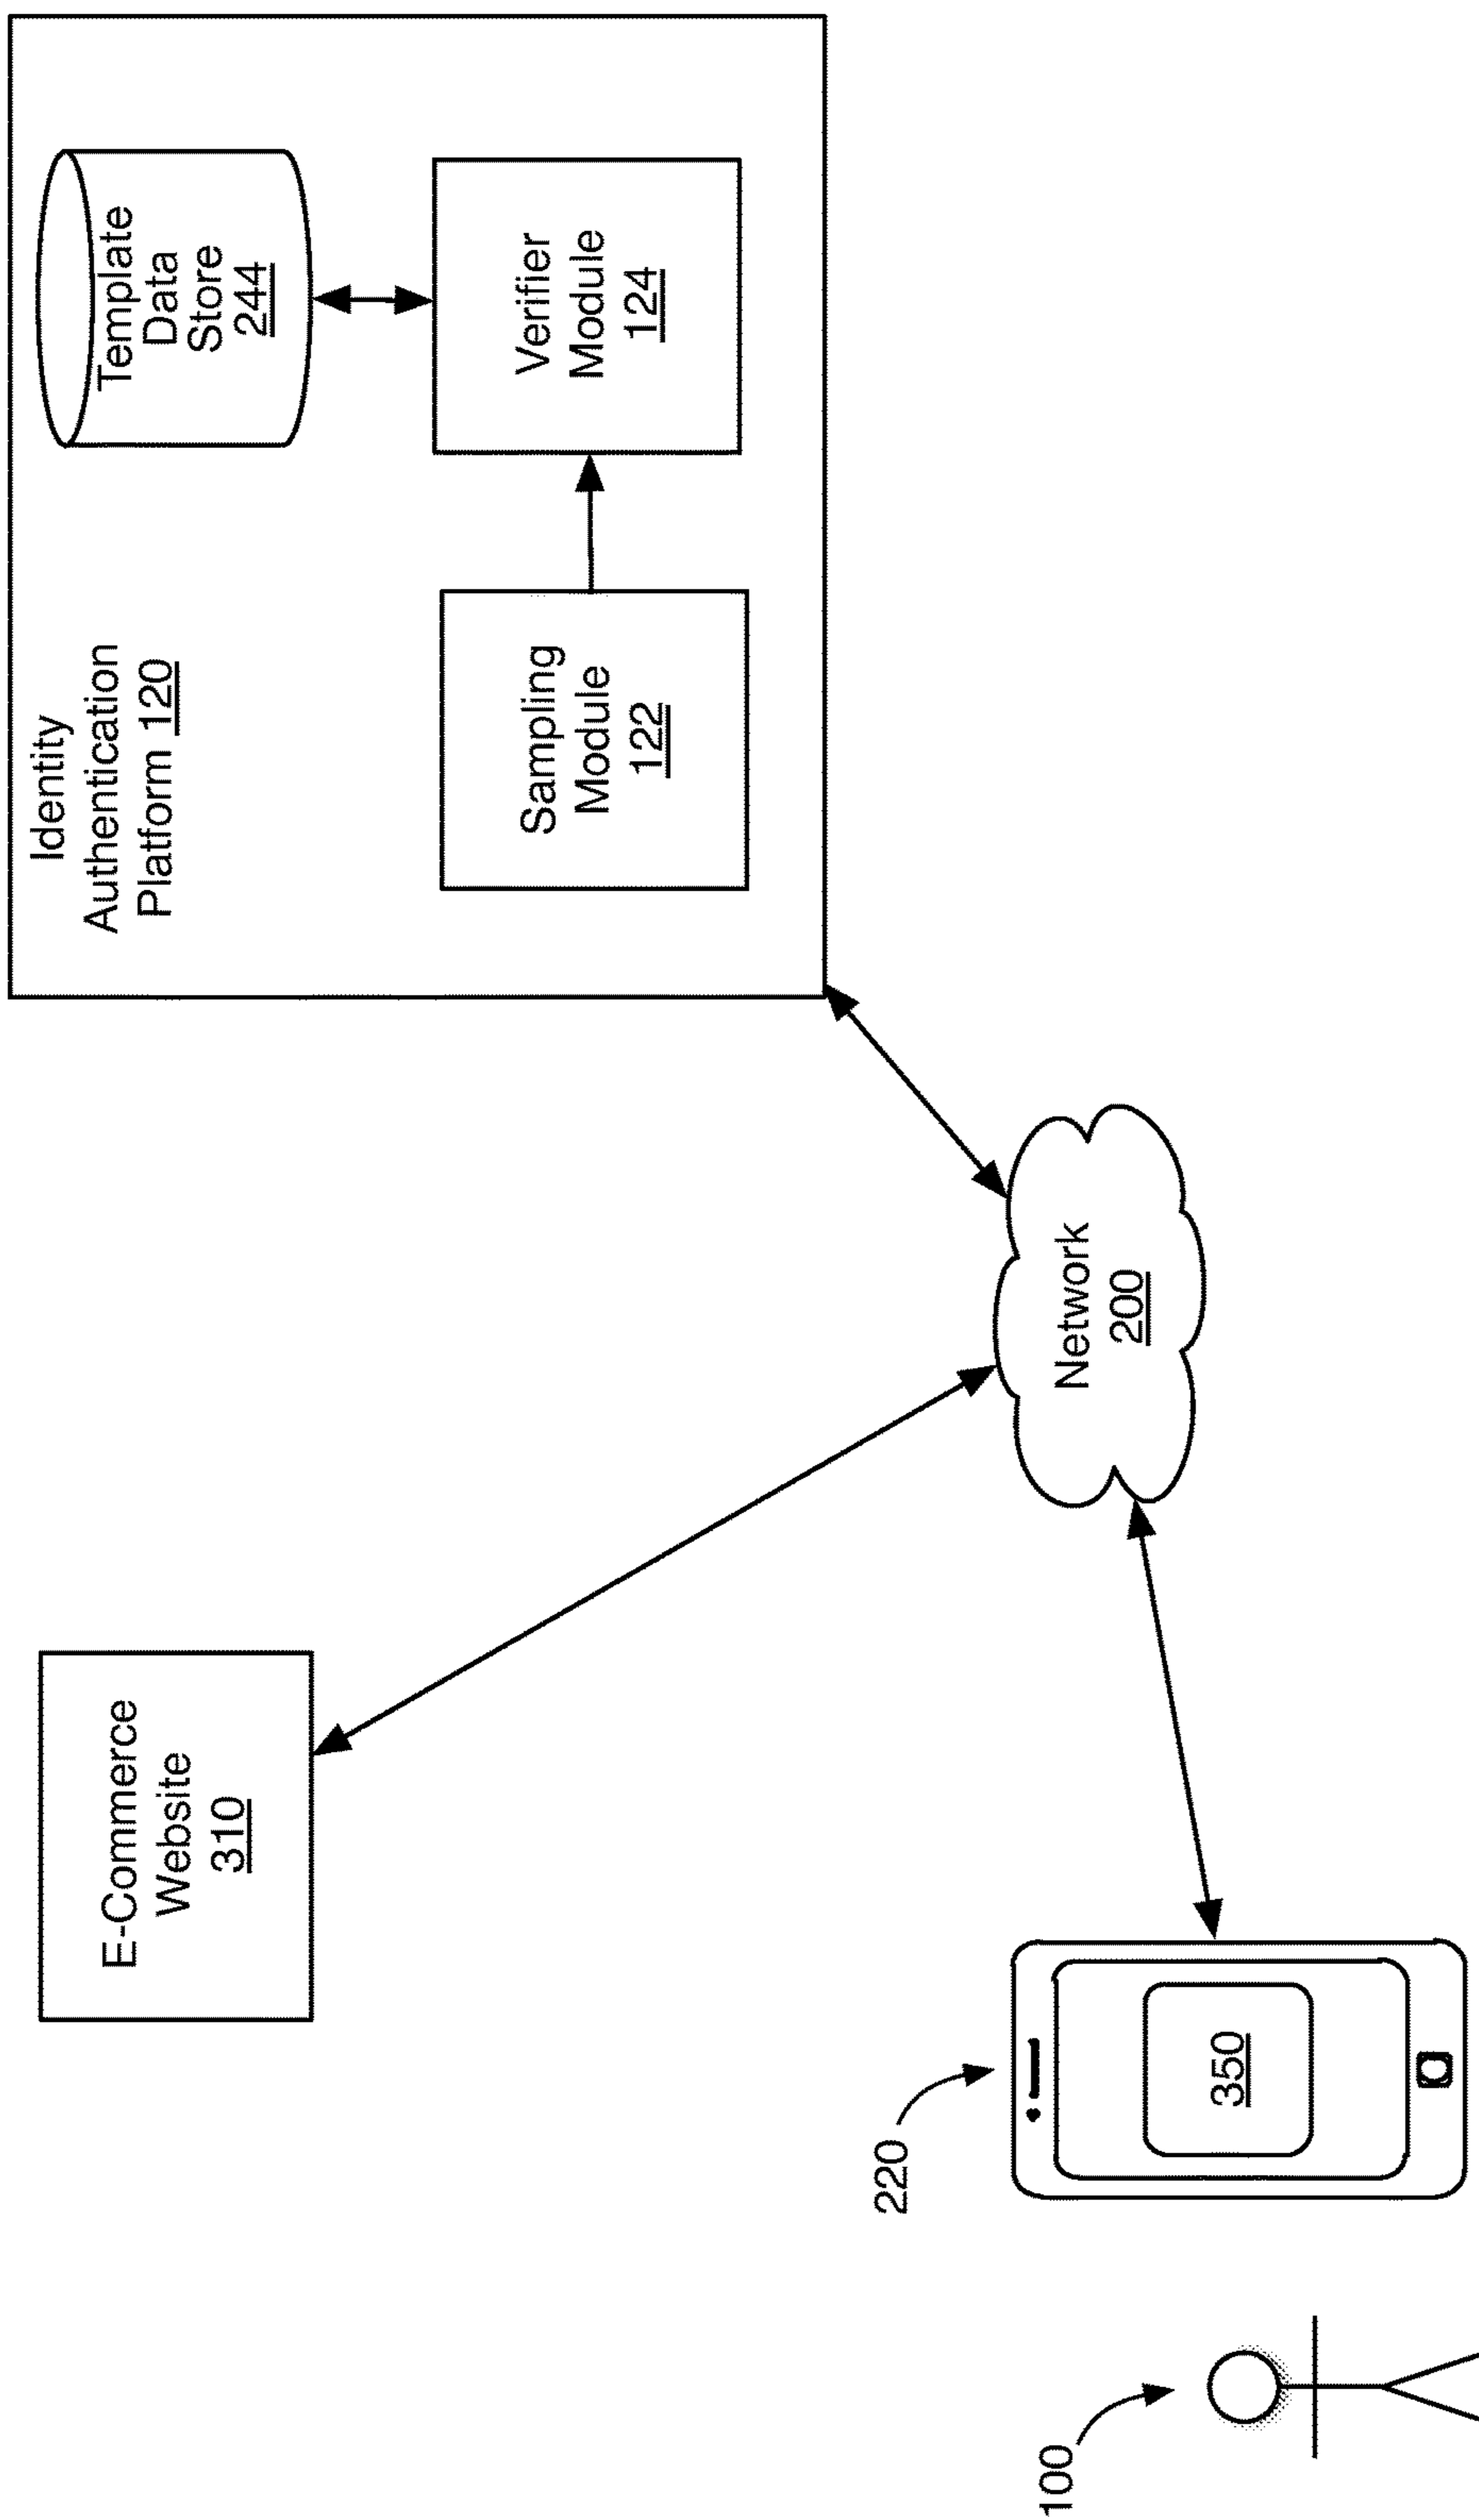 Identity
Authentication
Platform 120
Template
Data
Store
244
Sampling
Module
122
Verifier
Module
124
E-Commerce
Website
310
Network
200
220
350
100